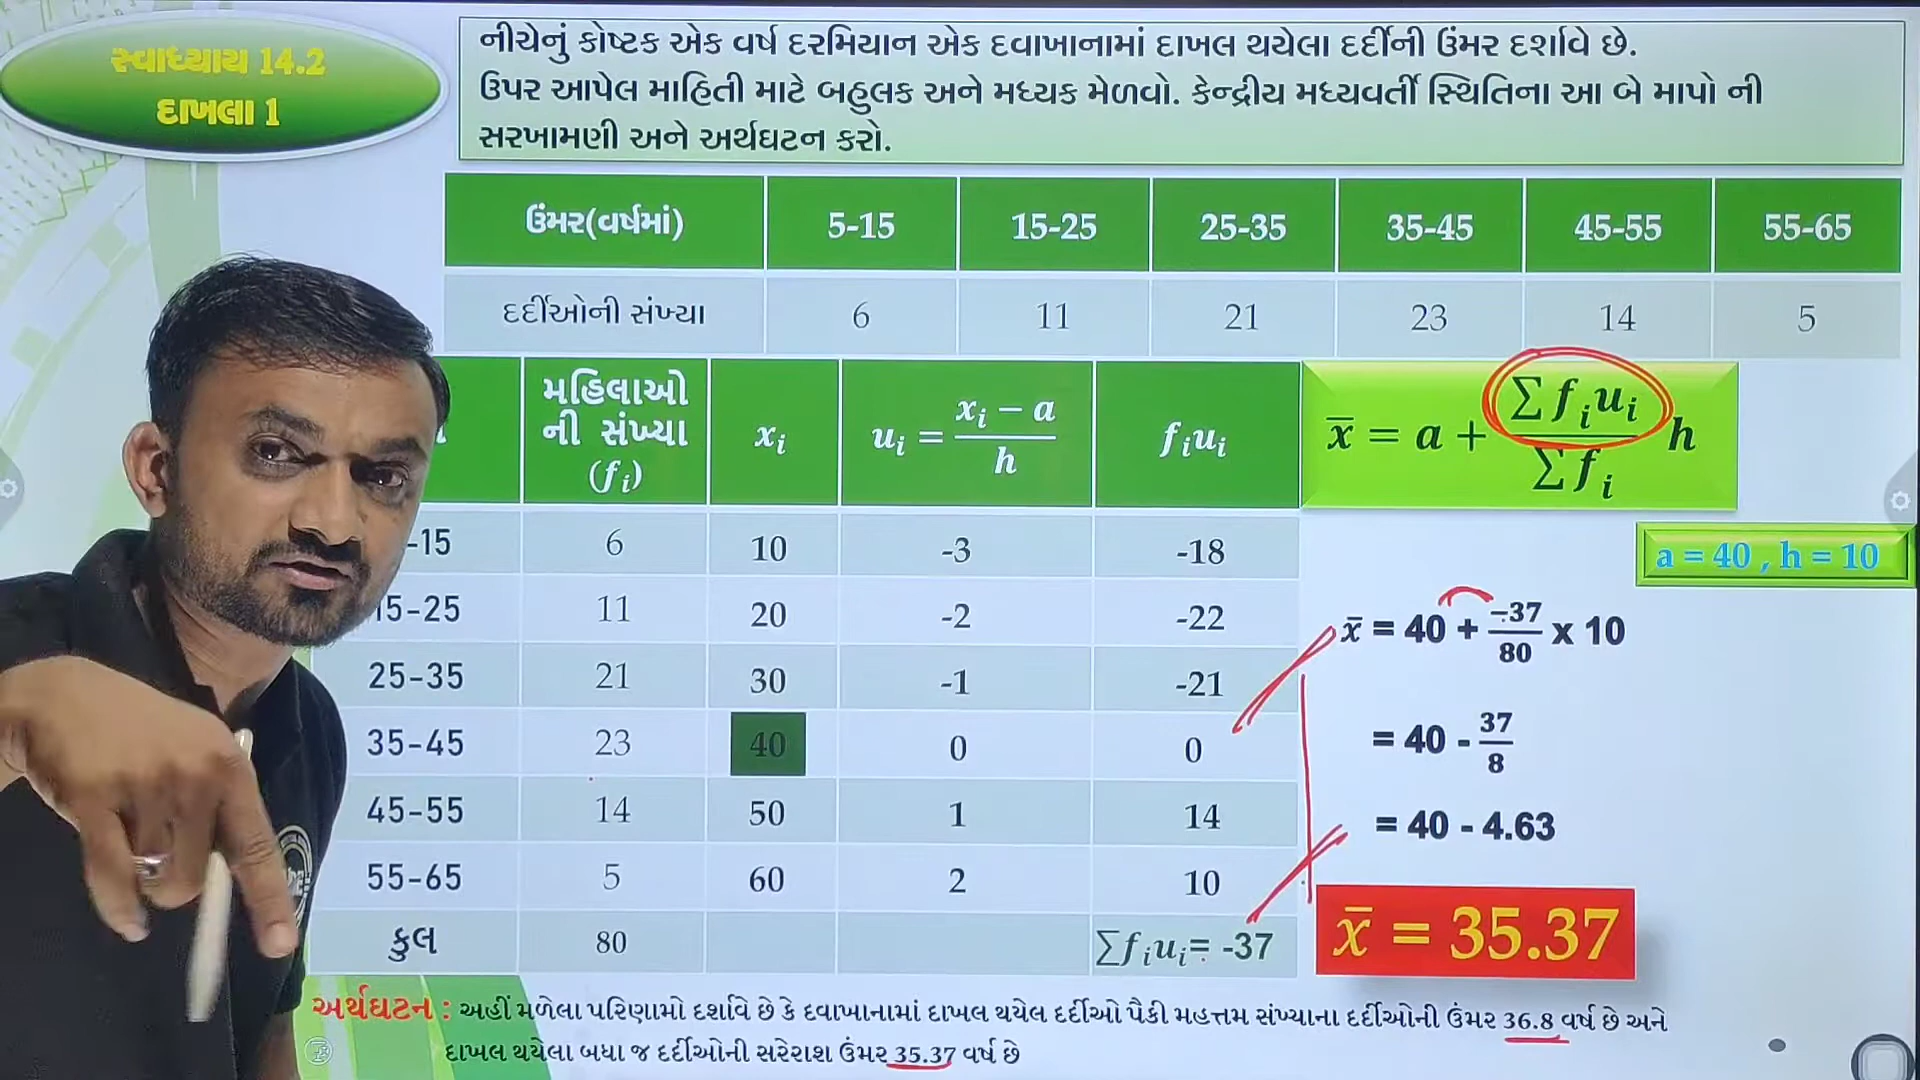 સ્વાધ્યાય 14.2
દાખલા 1
નીચેનું કોષ્ટક એક વર્ષ દરમિયાન એક દવાખાનામાં દાખલ થયેલા દર્દીની ઉંમર દર્શાવે છે.
ઉપર આપેલ માહિતી માટે બહુલક અને મધ્યક મેળવો. કેન્દ્રીય મધ્યવર્તી સ્થિતિના આ બે માપો ની
સરખામણી અને અર્થઘટન કરો.
ઉંમર(વર્ષમાં) 5-15 15-25 25-35 35-45 45-55 55-65
દર્દીઓની સંખ્યા 6 11 21 23 14 5
મહિલાઓ
ની સંખ્યા
(fᵢ)
xᵢ
uᵢ = (xᵢ − a)/h
fᵢuᵢ
x̄ = a + (∑fᵢuᵢ/∑fᵢ) h
a = 40 , h = 10
-15 6 10 -3 -18
15-25 11 20 -2 -22
25-35 21 30 -1 -21
35-45 23 40 0 0
45-55 14 50 1 14
55-65 5 60 2 10
કુલ 80 ∑fᵢuᵢ= -37
x̄ = 40 + (−37/80) x 10
= 40 - 37/8
= 40 - 4.63
x̄ = 35.37
અર્થઘટન : અહીં મળેલા પરિણામો દર્શાવે છે કે દવાખાનામાં દાખલ થયેલ દર્દીઓ પૈકી મહત્તમ સંખ્યાના દર્દીઓની ઉંમર 36.8 વર્ષ છે અને
દાખલ થયેલા બધા જ દર્દીઓની સરેરાશ ઉંમર 35.37 વર્ષ છે